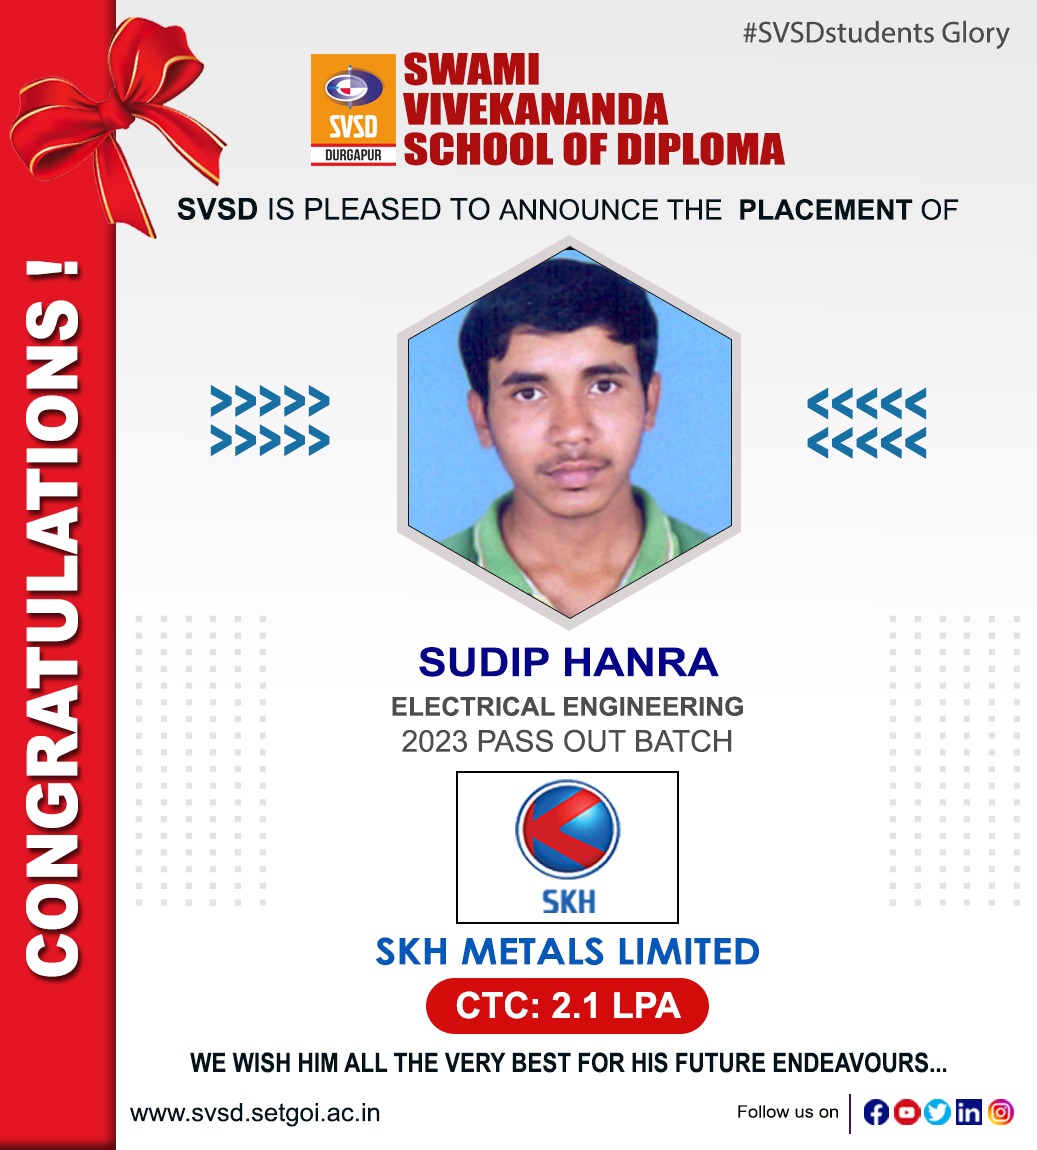 #SVSDstudents Glory
SVSD
DURGAPUR
SWAMI
VIVEKANANDA
SCHOOL OF DIPLOMA
SVSD IS PLEASED TO ANNOUNCE THE PLACEMENT OF
CONGRATULATIONS !
SUDIP HANRA
ELECTRICAL ENGINEERING
2023 PASS OUT BATCH
SKH
SKH METALS LIMITED
CTC: 2.1 LPA
WE WISH HIM ALL THE VERY BEST FOR HIS FUTURE ENDEAVOURS...
www.svsd.setgoi.ac.in
Follow us on